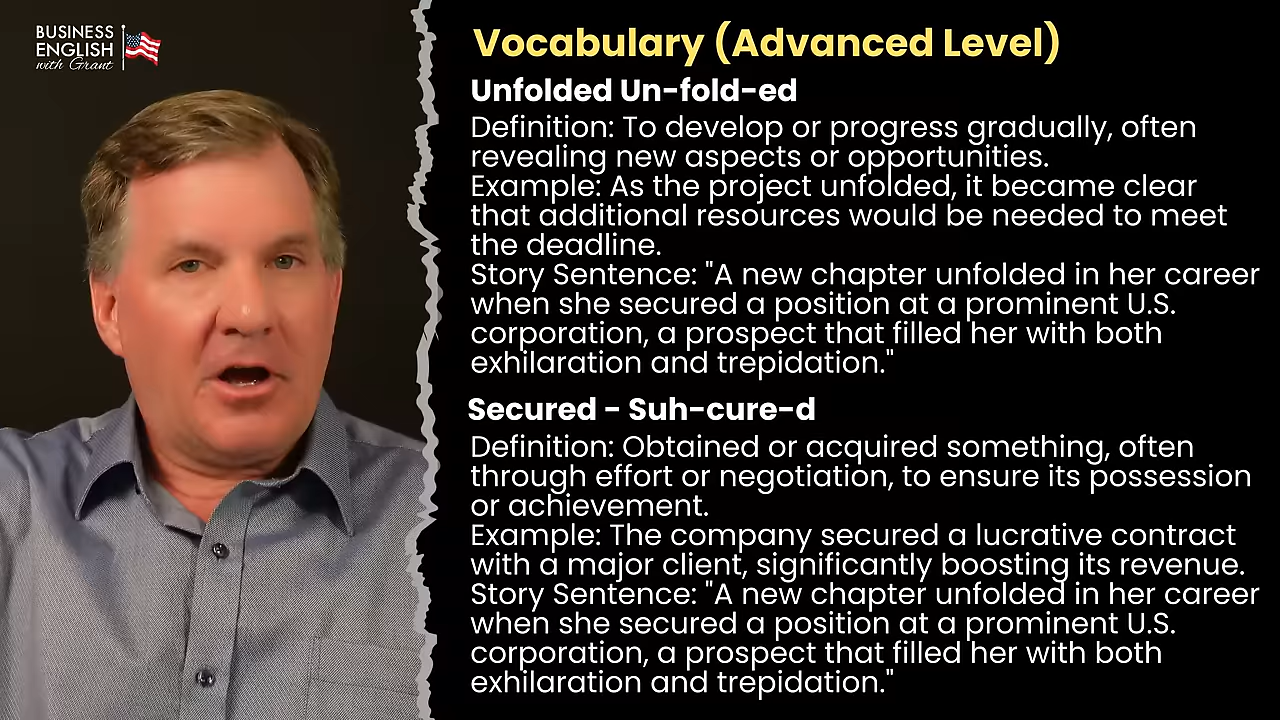 BUSINESS
ENGLISH
with Grant
Vocabulary (Advanced Level)
Unfolded Un-fold-ed
Definition: To develop or progress gradually, often
revealing new aspects or opportunities.
Example: As the project unfolded, it became clear
that additional resources would be needed to meet
the deadline.
Story Sentence: "A new chapter unfolded in her career
when she secured a position at a prominent U.S.
corporation, a prospect that filled her with both
exhilaration and trepidation."
Secured - Suh-cure-d
Definition: Obtained or acquired something, often
through effort or negotiation, to ensure its possession
or achievement.
Example: The company secured a lucrative contract
with a major client, significantly boosting its revenue.
Story Sentence: "A new chapter unfolded in her career
when she secured a position at a prominent U.S.
corporation, a prospect that filled her with both
exhilaration and trepidation."